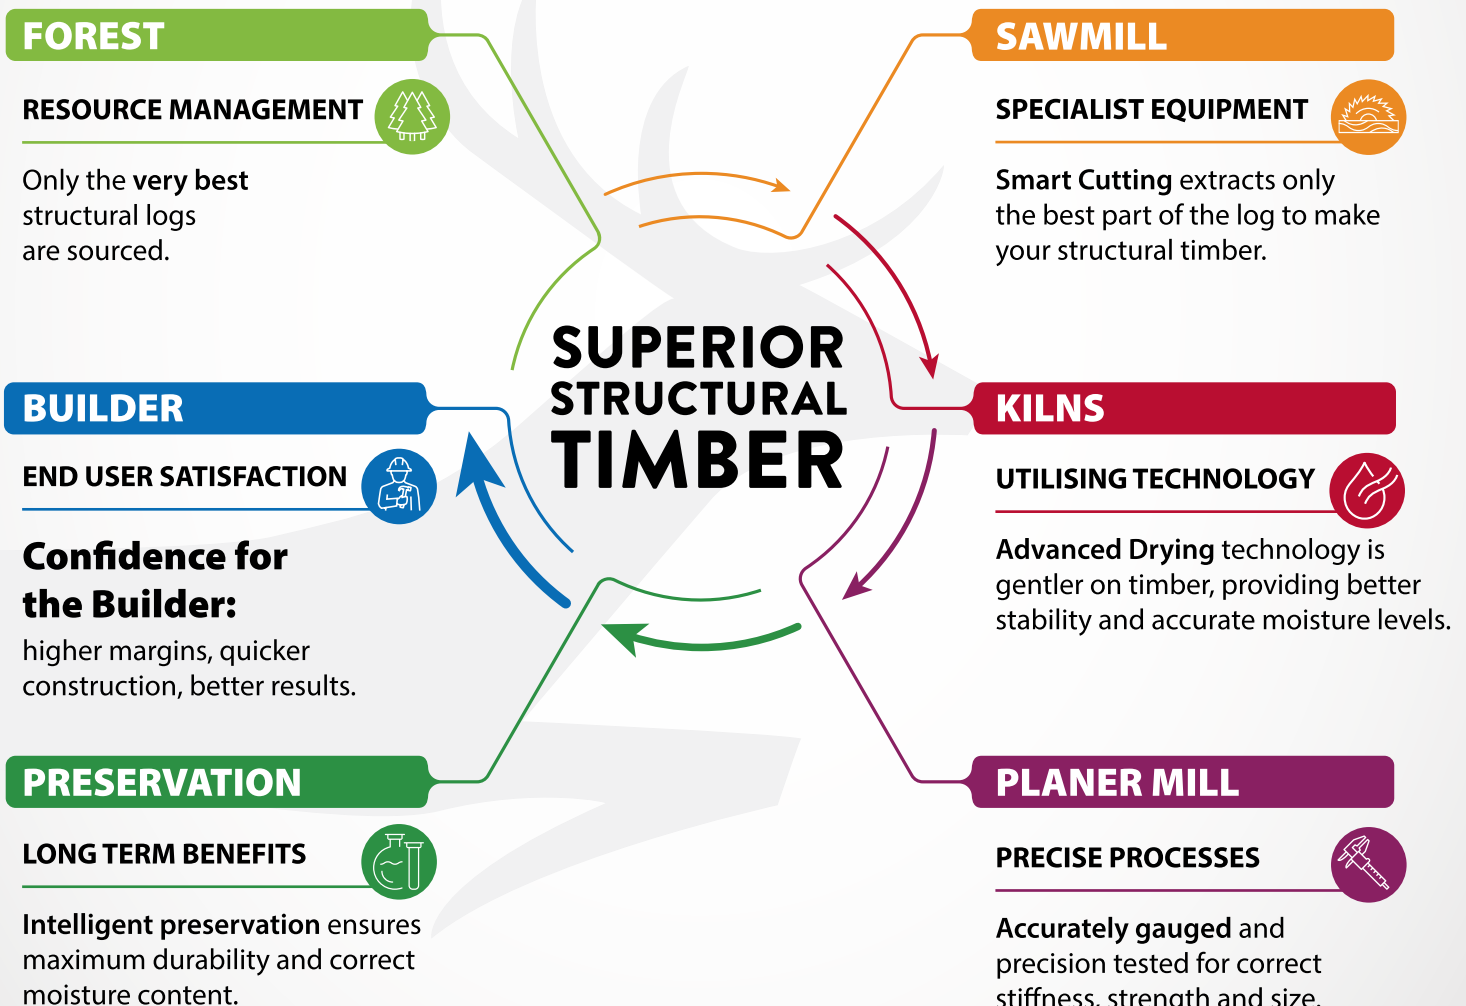 FOREST
RESOURCE MANAGEMENT
Only the very best
structural logs
are sourced.
SAWMILL
SPECIALIST EQUIPMENT
Smart Cutting extracts only
the best part of the log to make
your structural timber.
SUPERIOR
STRUCTURAL
TIMBER
BUILDER
END USER SATISFACTION
Confidence for
the Builder:
higher margins, quicker
construction, better results.
KILNS
UTILISING TECHNOLOGY
Advanced Drying technology is
gentler on timber, providing better
stability and accurate moisture levels.
PRESERVATION
LONG TERM BENEFITS
Intelligent preservation ensures
maximum durability and correct
moisture content.
PLANER MILL
PRECISE PROCESSES
Accurately gauged and
precision tested for correct
stiffness, strength and size.